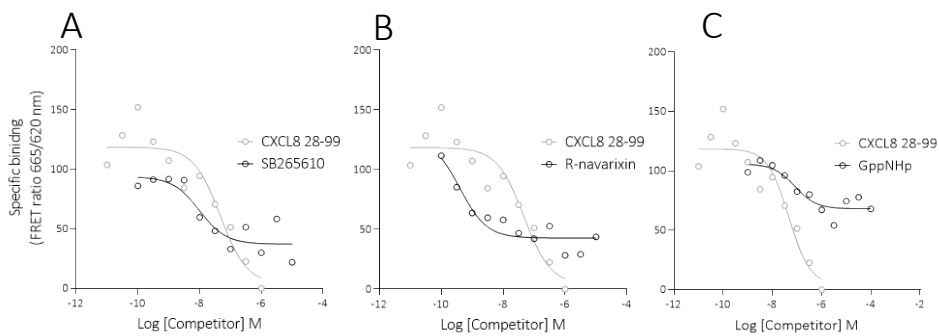 A
B
C
Specific binidng
(FRET ratio 665/620 nm)
200
150
100
50
0
-12
-10
-8
-6
-4
Log [Competitor] M
CXCL8 28-99
SB265610
200
150
100
50
0
-12
-10
-8
-6
-4
Log [Competitor] M
CXCL8 28-99
R-navarixin
200
150
100
50
0
-12
-10
-8
-6
-4
-2
Log [Competitor] M
CXCL8 28-99
GppNHp